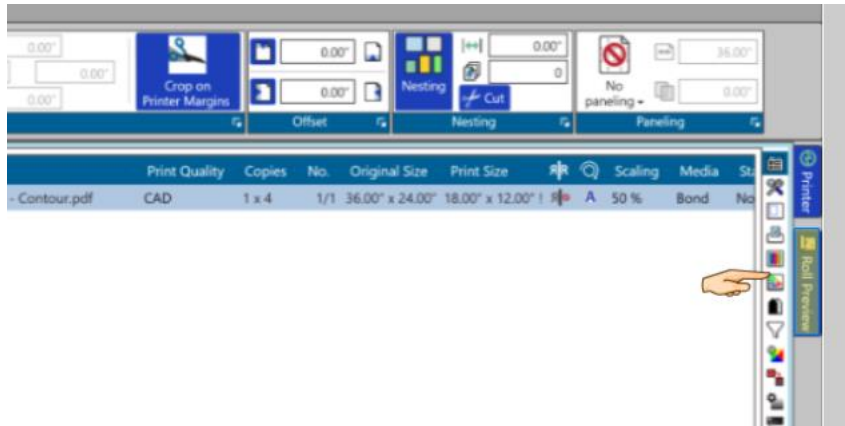 0.00"
0.00"
0.00"
Crop on
Printer Margins
0.00"
0.00"
Offset
Nesting
0.00"
0
Cut
Nesting
No
paneling
36.00"
0.00"
Paneling
Print Quality Copies No. Original Size Print Size Scaling Media Sta
- Contour.pdf CAD 1 x 4 1/1 36.00" x 24.00" 18.00" x 12.00" ! A 50 % Bond No
Printer
Roll Preview